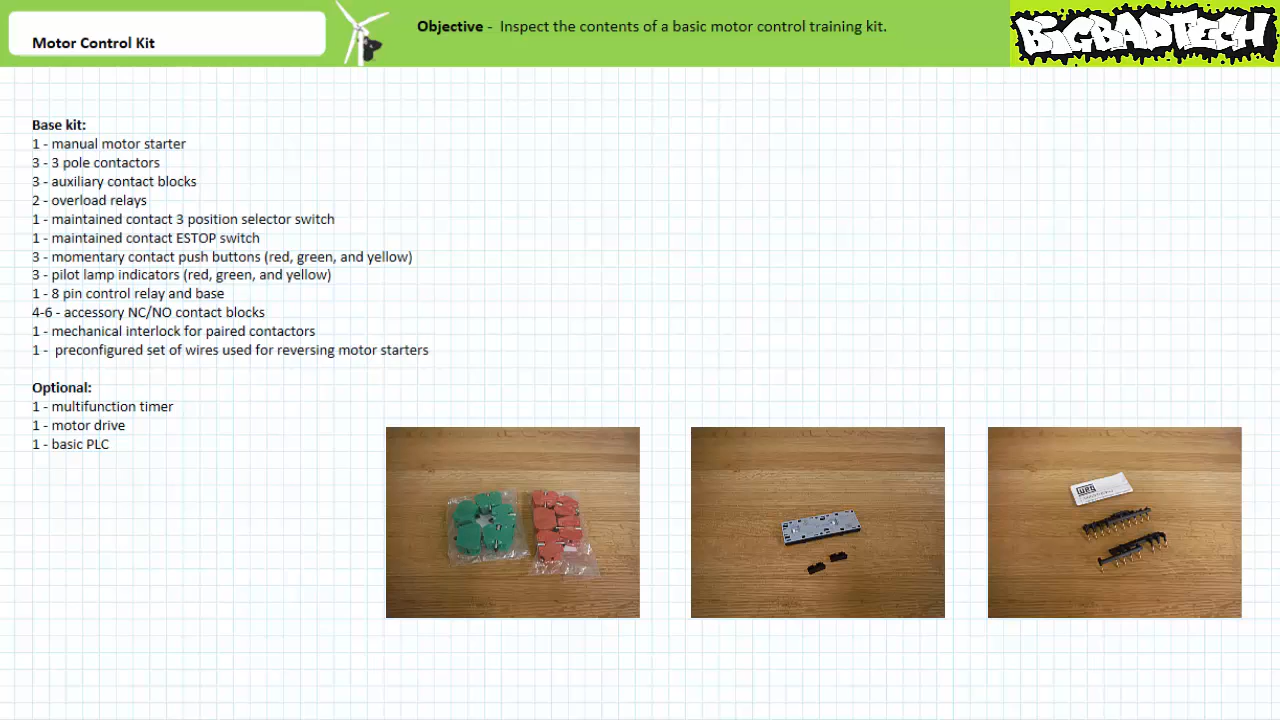 Motor Control Kit
Objective - Inspect the contents of a basic motor control training kit.
BIGBADTECH
Base kit:
1 - manual motor starter
3 - 3 pole contactors
3 - auxiliary contact blocks
2 - overload relays
1 - maintained contact 3 position selector switch
1 - maintained contact ESTOP switch
3 - momentary contact push buttons (red, green, and yellow)
3 - pilot lamp indicators (red, green, and yellow)
1 - 8 pin control relay and base
4-6 - accessory NC/NO contact blocks
1 - mechanical interlock for paired contactors
1 -  preconfigured set of wires used for reversing motor starters
Optional:
1 - multifunction timer
1 - motor drive
1 - basic PLC